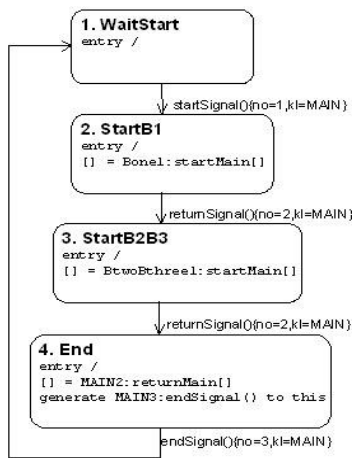 1. WaitStart
entry /
startSignal(){no=1,kl=MAIN}
2. StartB1
entry /
[] = Bone1:startMain[]
returnSignal(){no=2,kl=MAIN}
3. StartB2B3
entry /
[] = BtwoBthree1:startMain[]
returnSignal(){no=2,kl=MAIN}
4. End
entry /
[] = MAIN2:returnMain[]
generate MAIN3:endSignal() to this
endSignal(){no=3,kl=MAIN}